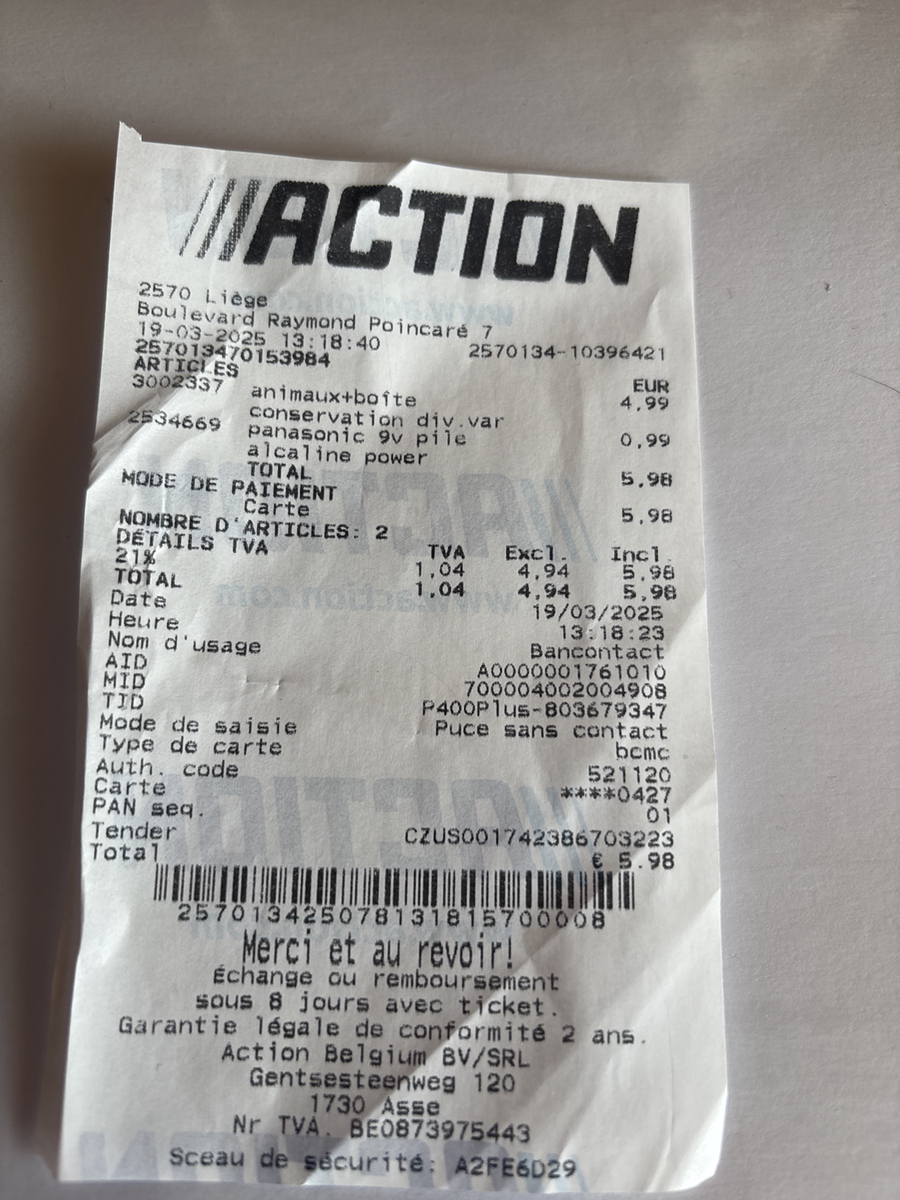 ACTION
2570 Liège
Boulevard Raymond Poincaré 7
19-03-2025 13:18:40 2570134-10396421
257013470153984
ARTICLES EUR
3002337 animaux+boîte 4,99
conservation div.var
2534669 panasonic 9v pile 0,99
alcaline power
TOTAL 5,98
MODE DE PAIEMENT
Carte 5,98
NOMBRE D'ARTICLES: 2
DÉTAILS TVA TVA Excl. Incl.
21% 1,04 4,94 5,98
TOTAL 1,04 4,94 5,98
Date 19/03/2025
Heure 13:18:23
Nom d'usage Bancontact
AID A0000001761010
MID 700004002004908
TID P400Plus-803679347
Mode de saisie Puce sans contact
Type de carte bcmc
Auth. code 521120
Carte ****0427
PAN seq. 01
Tender CZUS001742386703223
Total € 5.98
257013425078131815700008
Merci et au revoir!
Échange ou remboursement
sous 8 jours avec ticket.
Garantie légale de conformité 2 ans.
Action Belgium BV/SRL
Gentsesteenweg 120
1730 Asse
Nr TVA. BE0873975443
Sceau de sécurité: A2FE6D29